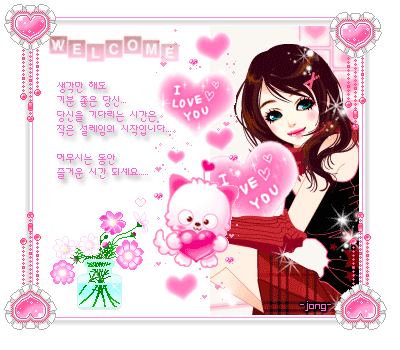 WELCOME
생각만 해도
기분 좋은 당신...
당신을 기다리는 시간은,
작은 설레임의 시작입니다...
머무시는 동안
즐거운 시간 되세요.....
I
LOVE
YOU
I
LOVE
YOU
~jong~